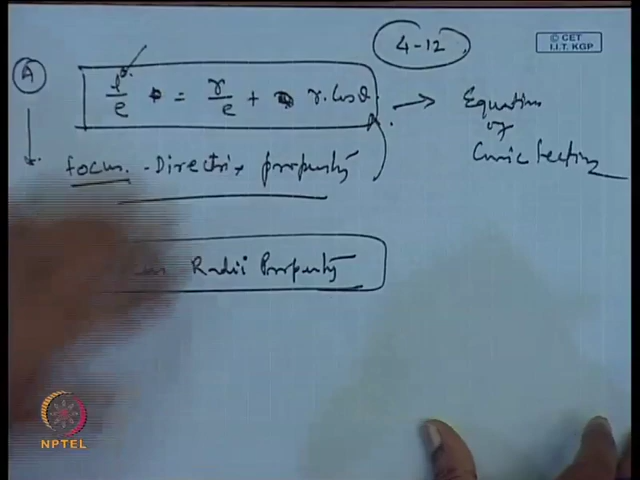 4-12
© CET
I.I.T. KGP
A
l/e = r/e + r. Cosθ → Equation
of
Conic Section
focus - Directrix property
Radii Property
NPTEL